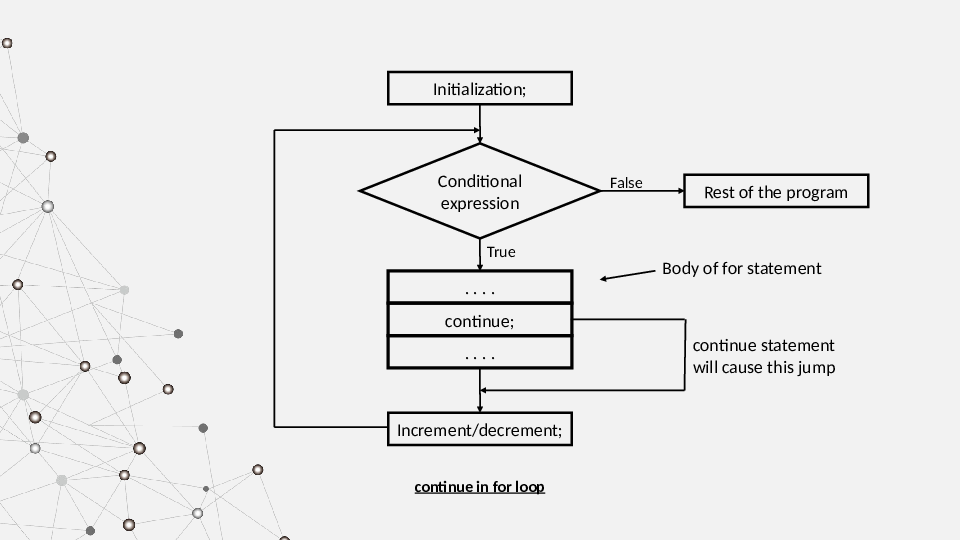 Initialization;
Conditional
expression
False
Rest of the program
True
Body of for statement
. . . .
continue;
continue statement
will cause this jump
. . . .
Increment/decrement;
continue in for loop